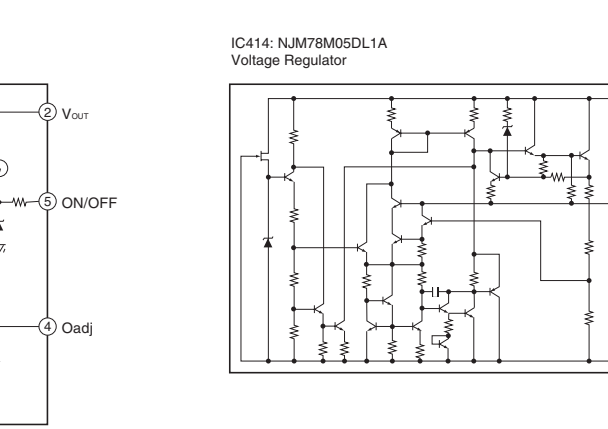 IC414: NJM78M05DL1A
Voltage Regulator
2 VOUT
5 ON/OFF
4 Oadj